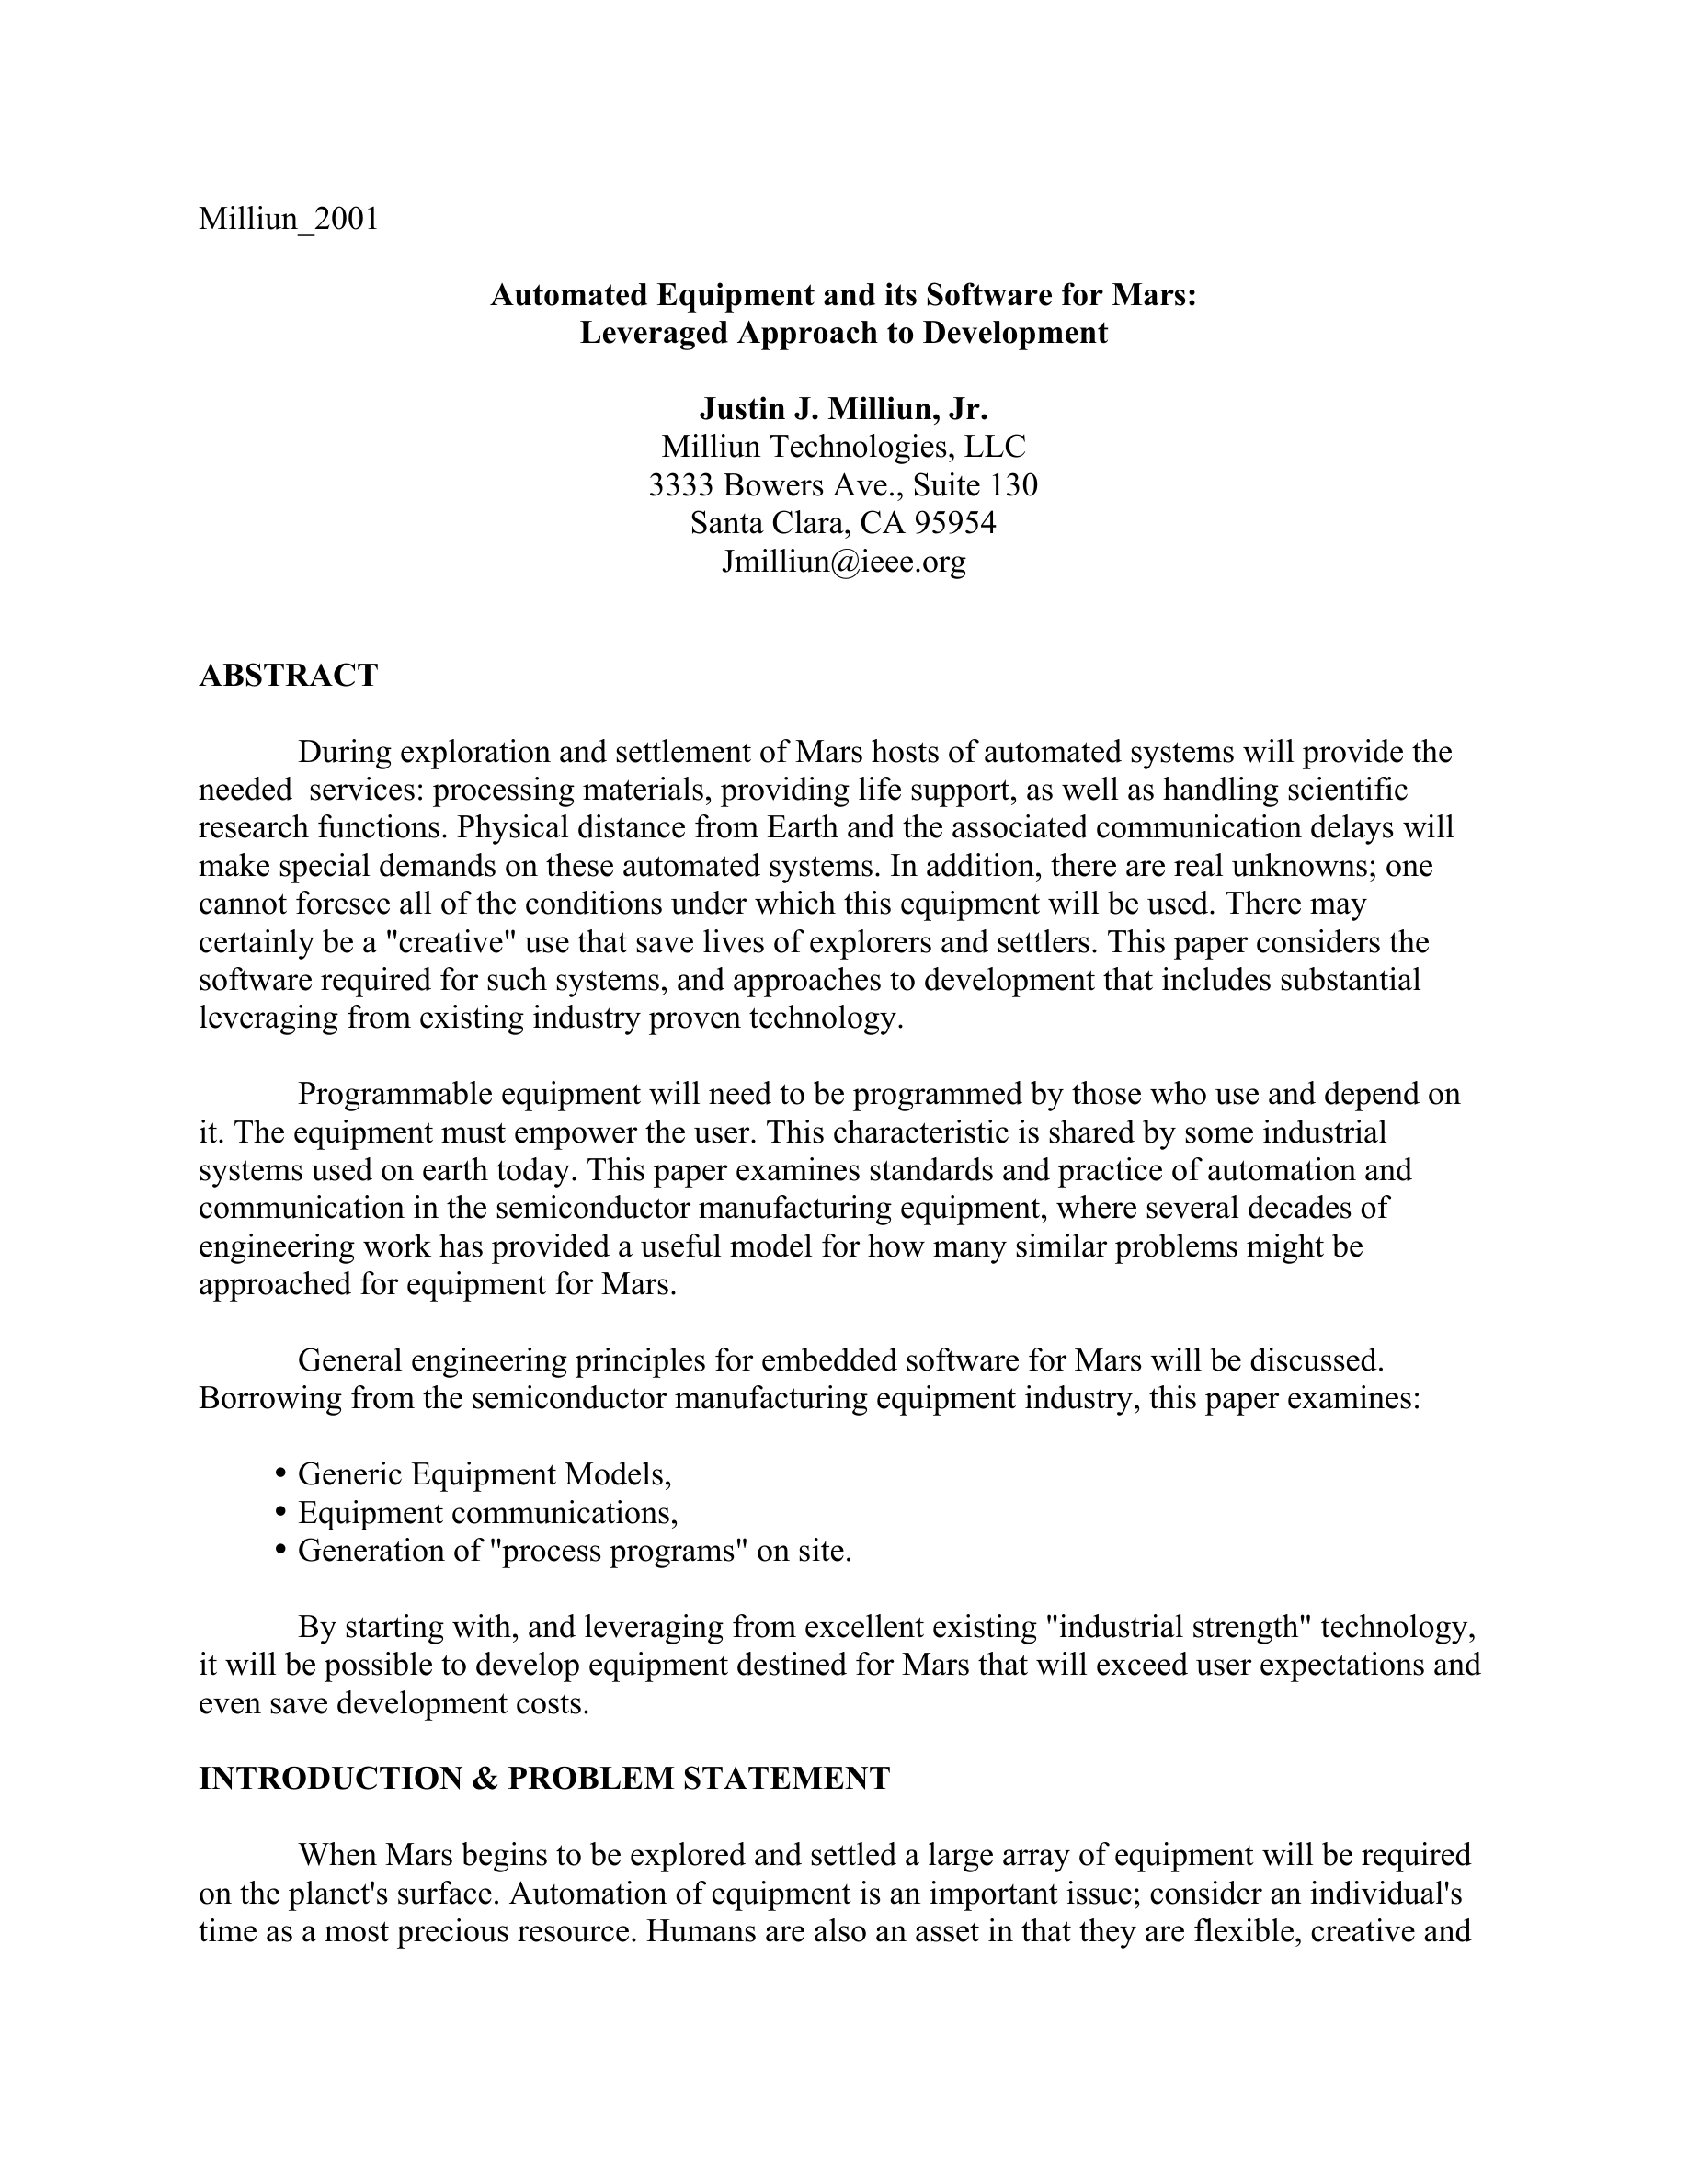 Milliun_2001
Automated Equipment and its Software for Mars:
Leveraged Approach to Development
Justin J. Milliun, Jr.
Milliun Technologies, LLC
3333 Bowers Ave., Suite 130
Santa Clara, CA 95954
Jmilliun@ieee.org
ABSTRACT
During exploration and settlement of Mars hosts of automated systems will provide the
needed  services: processing materials, providing life support, as well as handling scientific
research functions. Physical distance from Earth and the associated communication delays will
make special demands on these automated systems. In addition, there are real unknowns; one
cannot foresee all of the conditions under which this equipment will be used. There may
certainly be a "creative" use that save lives of explorers and settlers. This paper considers the
software required for such systems, and approaches to development that includes substantial
leveraging from existing industry proven technology.
Programmable equipment will need to be programmed by those who use and depend on
it. The equipment must empower the user. This characteristic is shared by some industrial
systems used on earth today. This paper examines standards and practice of automation and
communication in the semiconductor manufacturing equipment, where several decades of
engineering work has provided a useful model for how many similar problems might be
approached for equipment for Mars.
General engineering principles for embedded software for Mars will be discussed.
Borrowing from the semiconductor manufacturing equipment industry, this paper examines:
• Generic Equipment Models,
• Equipment communications,
• Generation of "process programs" on site.
By starting with, and leveraging from excellent existing "industrial strength" technology,
it will be possible to develop equipment destined for Mars that will exceed user expectations and
even save development costs.
INTRODUCTION & PROBLEM STATEMENT
When Mars begins to be explored and settled a large array of equipment will be required
on the planet's surface. Automation of equipment is an important issue; consider an individual's
time as a most precious resource. Humans are also an asset in that they are flexible, creative and